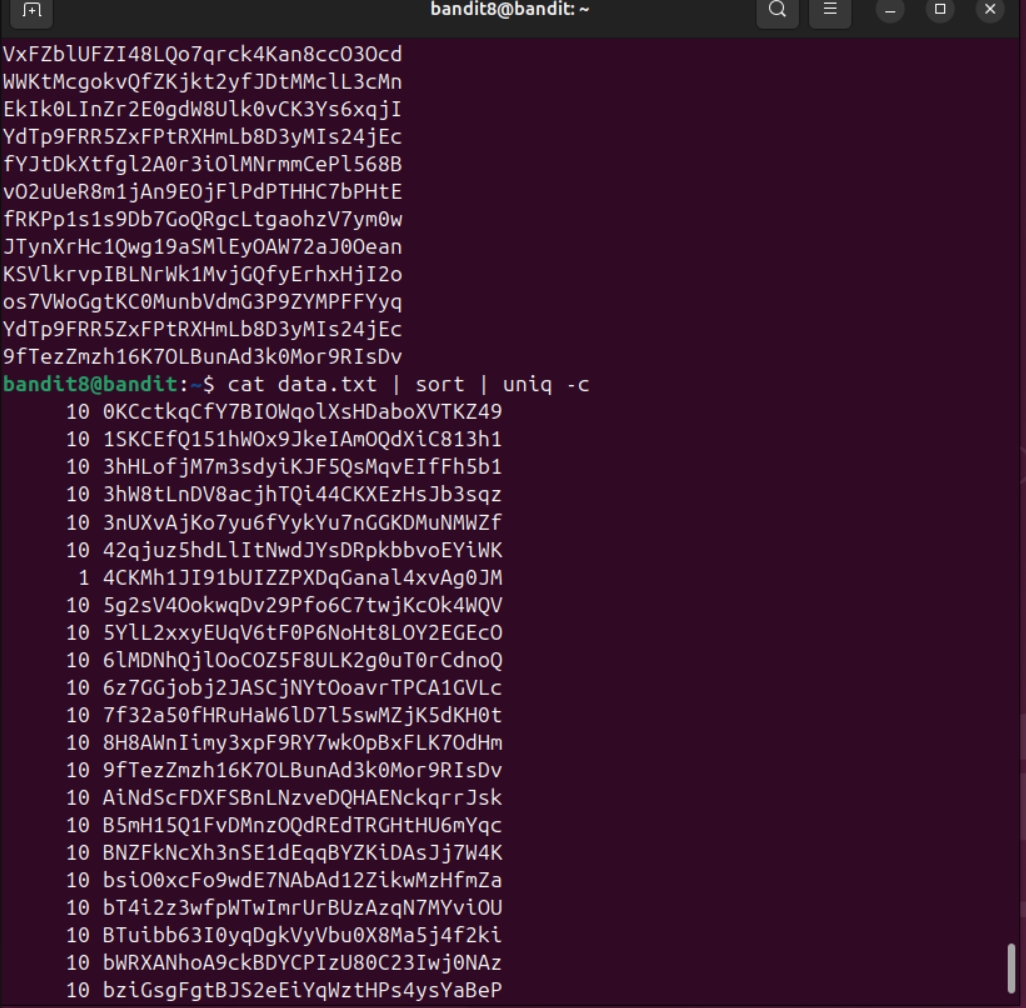 bandit8@bandit: ~
VxFZblUFZI48LQo7qrck4Kan8ccO3Ocd
WWKtMcgokvQfZKjkt2yfJDtMMclL3cMn
EkIk0LInZr2E0gdW8Ulk0vCK3Ys6xqjI
YdTp9FRR5ZxFPtRXHmLb8D3yMIs24jEc
fYJtDkXtfgl2A0r3iOlMNrmmCePl568B
vO2uUeR8m1jAn9EOjFlPdPTHHC7bPHtE
fRKPp1s1s9Db7GoQRgcLtgaohzV7ym0w
JTynXrHc1Qwg19aSMlEyOAW72aJ0Oean
KSVlkrvpIBLNrWk1MvjGQfyErhxHjI2o
os7VWoGgtKC0MunbVdmG3P9ZYMPFFYyq
YdTp9FRR5ZxFPtRXHmLb8D3yMIs24jEc
9fTezZmzh16K7OLBunAd3k0Mor9RIsDv
bandit8@bandit:~$ cat data.txt | sort | uniq -c
10 0KCctkqCfY7BIOWqolXsHDaboXVTKZ49
10 1SKCEfQ151hWOx9JkeIAmOQdXiC813h1
10 3hHLofjM7m3sdyiKJF5QsMqvEIfFh5b1
10 3hW8tLnDV8acjhTQi44CKXEzHsJb3sqz
10 3nUXvAjKo7yu6fYykYu7nGGKDMuNMWZf
10 42qjuz5hdLlItNwdJYsDRpkbbvoEYiWK
1 4CKMh1JI91bUIZZPXDqGanal4xvAg0JM
10 5g2sV4OokwqDv29Pfo6C7twjKcOk4WQV
10 5YlL2xxyEUqV6tF0P6NoHt8LOY2EGEcO
10 6lMDNhQjlOoCOZ5F8ULK2g0uT0rCdnoQ
10 6z7GGjobj2JASCjNYtOoavrTPCA1GVLc
10 7f32a50fHRuHaW6lD7l5swMZjK5dKH0t
10 8H8AWnIimy3xpF9RY7wkOpBxFLK7OdHm
10 9fTezZmzh16K7OLBunAd3k0Mor9RIsDv
10 AiNdScFDXFSBnLNzveDQHAENckqrrJsk
10 B5mH15Q1FvDMnzOQdREdTRGHtHU6mYqc
10 BNZFkNcXh3nSE1dEqqBYZKiDAsJj7W4K
10 bsiO0xcFo9wdE7NAbAd12ZikwMzHfmZa
10 bT4i2z3wfpWTwImrUrBUzAzqN7MYviOU
10 BTuibb63I0yqDgkVyVbu0X8Ma5j4f2ki
10 bWRXANhoA9ckBDYCPIzU80C23Iwj0NAz
10 bziGsgFgtBJS2eEiYqWztHPs4ysYaBeP